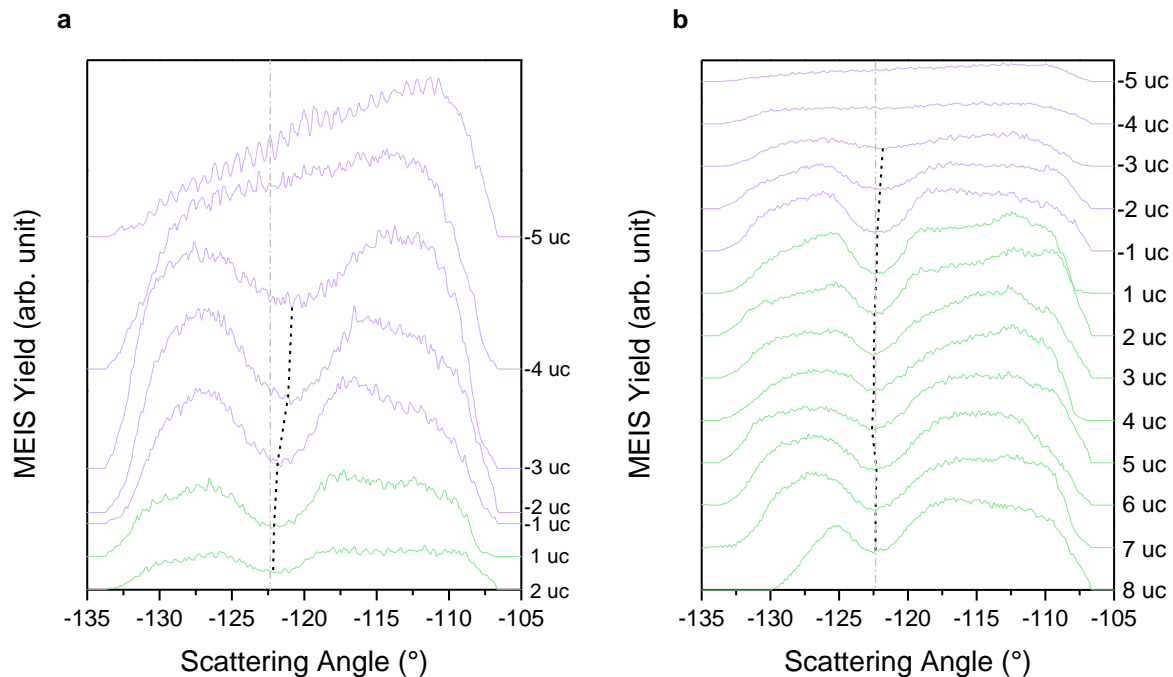 a
MEIS Yield (arb. unit)
-5 uc
-4 uc
-3 uc
-2 uc
-1 uc
1 uc
2 uc
-135 -130 -125 -120 -115 -110 -105
Scattering Angle (°)
b
MEIS Yield (arb. unit)
-5 uc
-4 uc
-3 uc
-2 uc
-1 uc
1 uc
2 uc
3 uc
4 uc
5 uc
6 uc
7 uc
8 uc
-135 -130 -125 -120 -115 -110 -105
Scattering Angle (°)